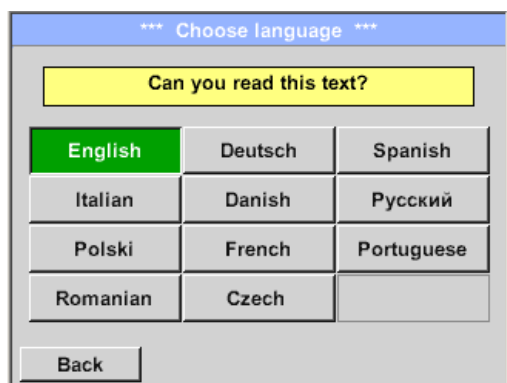 *** Choose language ***
Can you read this text?
English Deutsch Spanish
Italian Danish Русский
Polski French Portuguese
Romanian Czech
Back